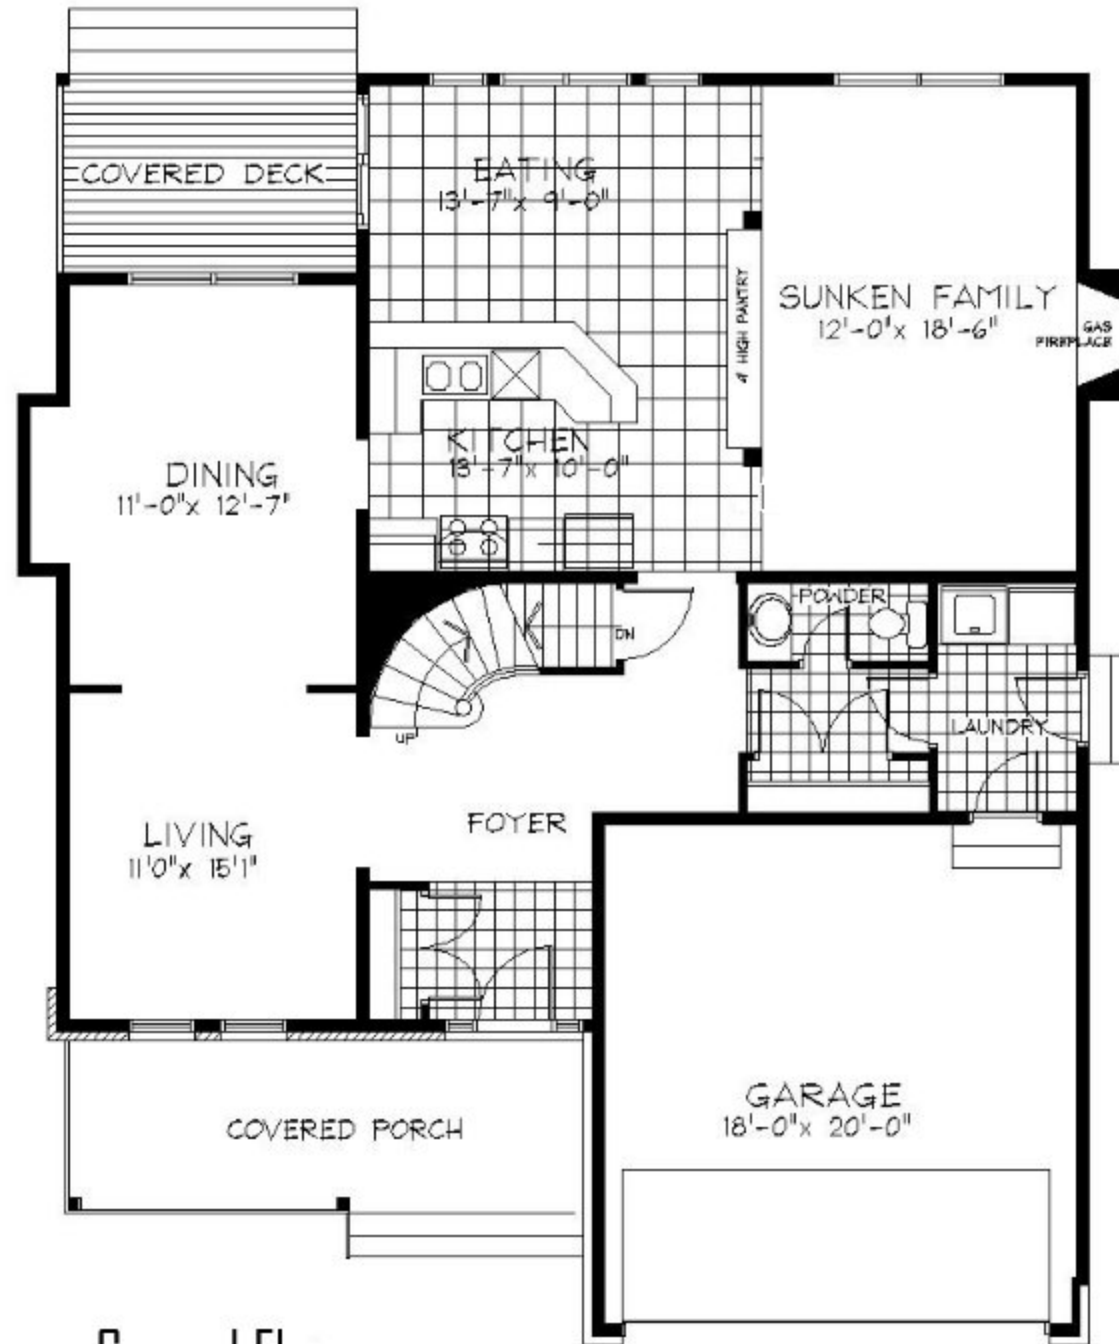 COVERED DECK
EATING
13'-7"x 9'-0"
4' HIGH PANTRY
SUNKEN FAMILY
12'-0"x 18'-6"
GAS
FIREPLACE
KITCHEN
13'-7"x 10'-0"
DINING
11'-0"x 12'-7"
POWDER
DN
UP
LAUNDRY
LIVING
11'0"x 15'1"
FOYER
GARAGE
18'-0"x 20'-0"
COVERED PORCH